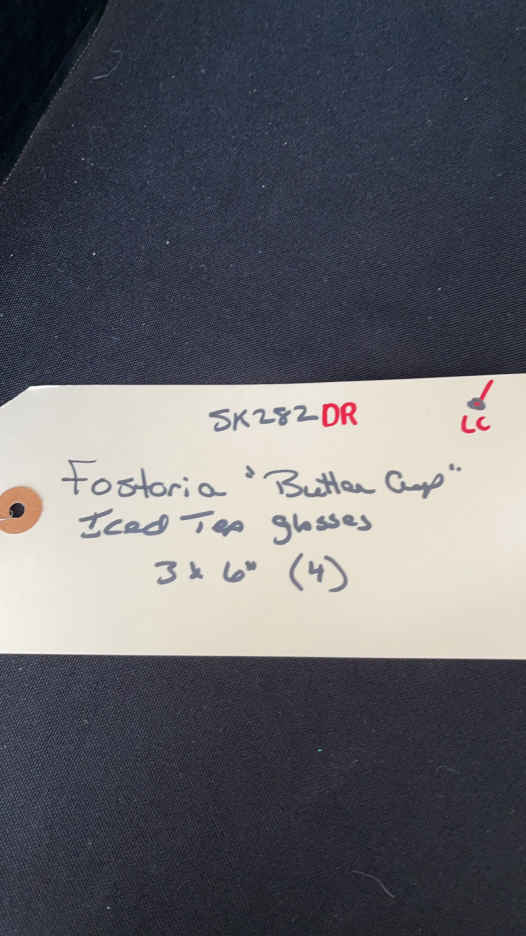 SK282DR
LC
Fostoria "Butter Cup"
Iced Tea glasses
3 x 6" (4)